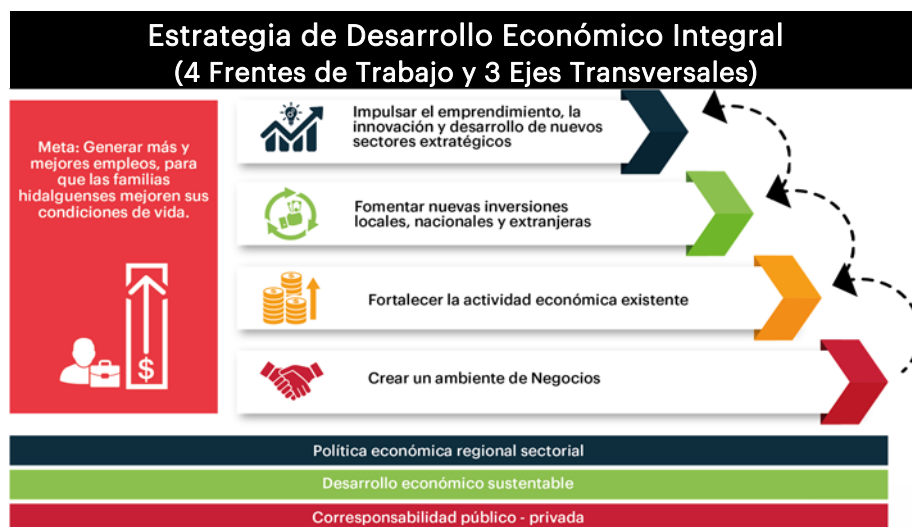 Estrategia de Desarrollo Económico Integral
(4 Frentes de Trabajo y 3 Ejes Transversales)
Meta: Generar más y
mejores empleos, para
que las familias
hidalguenses mejoren sus
condiciones de vida.
$
Impulsar el emprendimiento, la
innovación y desarrollo de nuevos
sectores extratégicos
Fomentar nuevas inversiones
locales, nacionales y extranjeras
Fortalecer la actividad económica existente
Crear un ambiente de Negocios
Política económica regional sectorial
Desarrollo económico sustentable
Corresponsabilidad público - privada